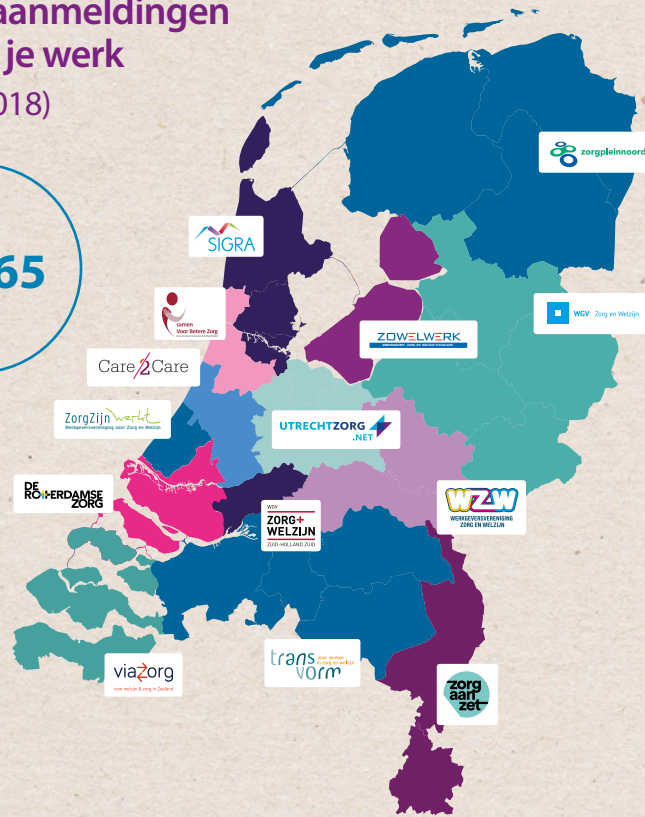 aanmeldingen
je werk
018)
65
zorgpleinnoord
SIGRA
samen
Voor Betere Zorg
WGV Zorg en Welzijn
ZOWELWERK
Care2Care
ZorgZijn Werkt
Werkgeversvereniging voor Zorg en Welzijn
UTRECHTZORG
.NET
DE
ROTTERDAMSE
ZORG
WZW
WERKGEVERSVERENIGING
ZORG EN WELZIJN
WGV
ZORG+
WELZIJN
ZUID-HOLLAND ZUID
transvorm
voor werken
in zorg en welzijn
viazorg
voor welzijn & zorg in Zeeland
zorg
aan
zet